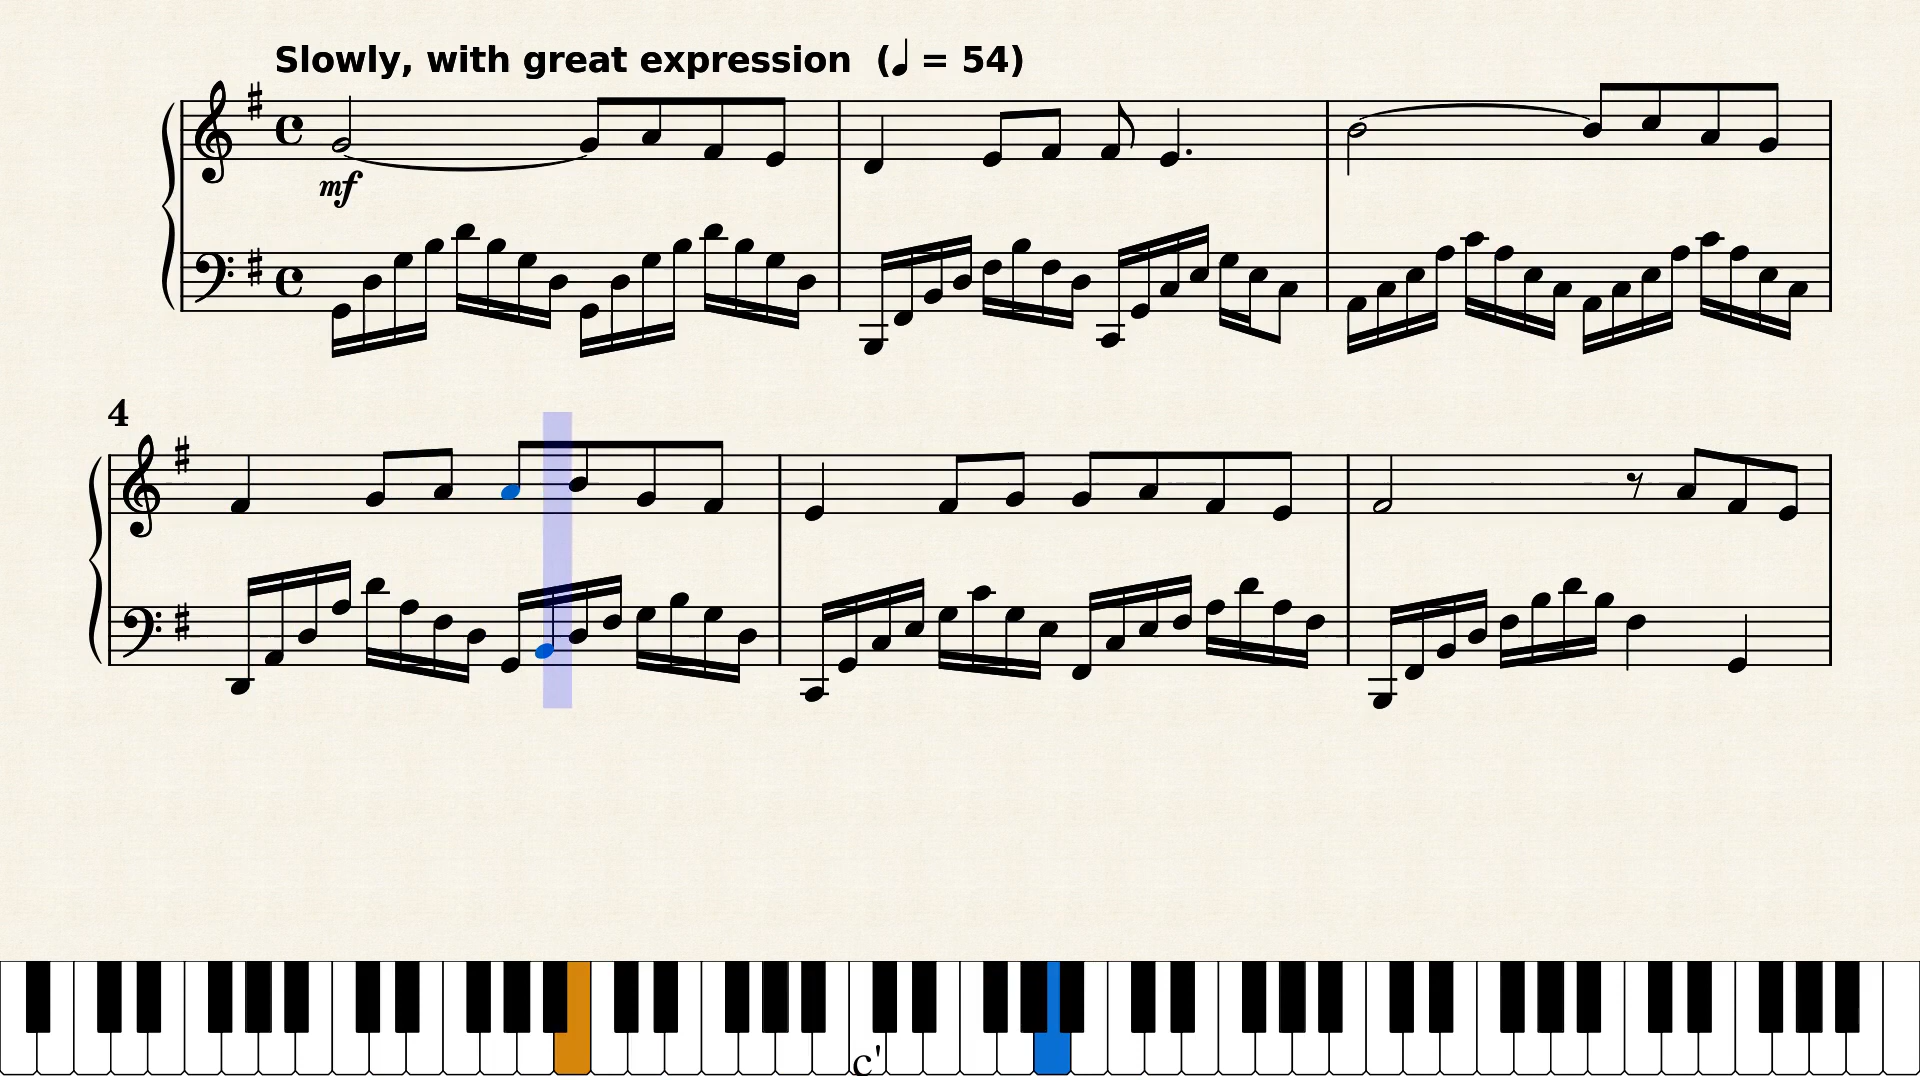 Slowly, with great expression (♩ = 54)
mf
4
c'